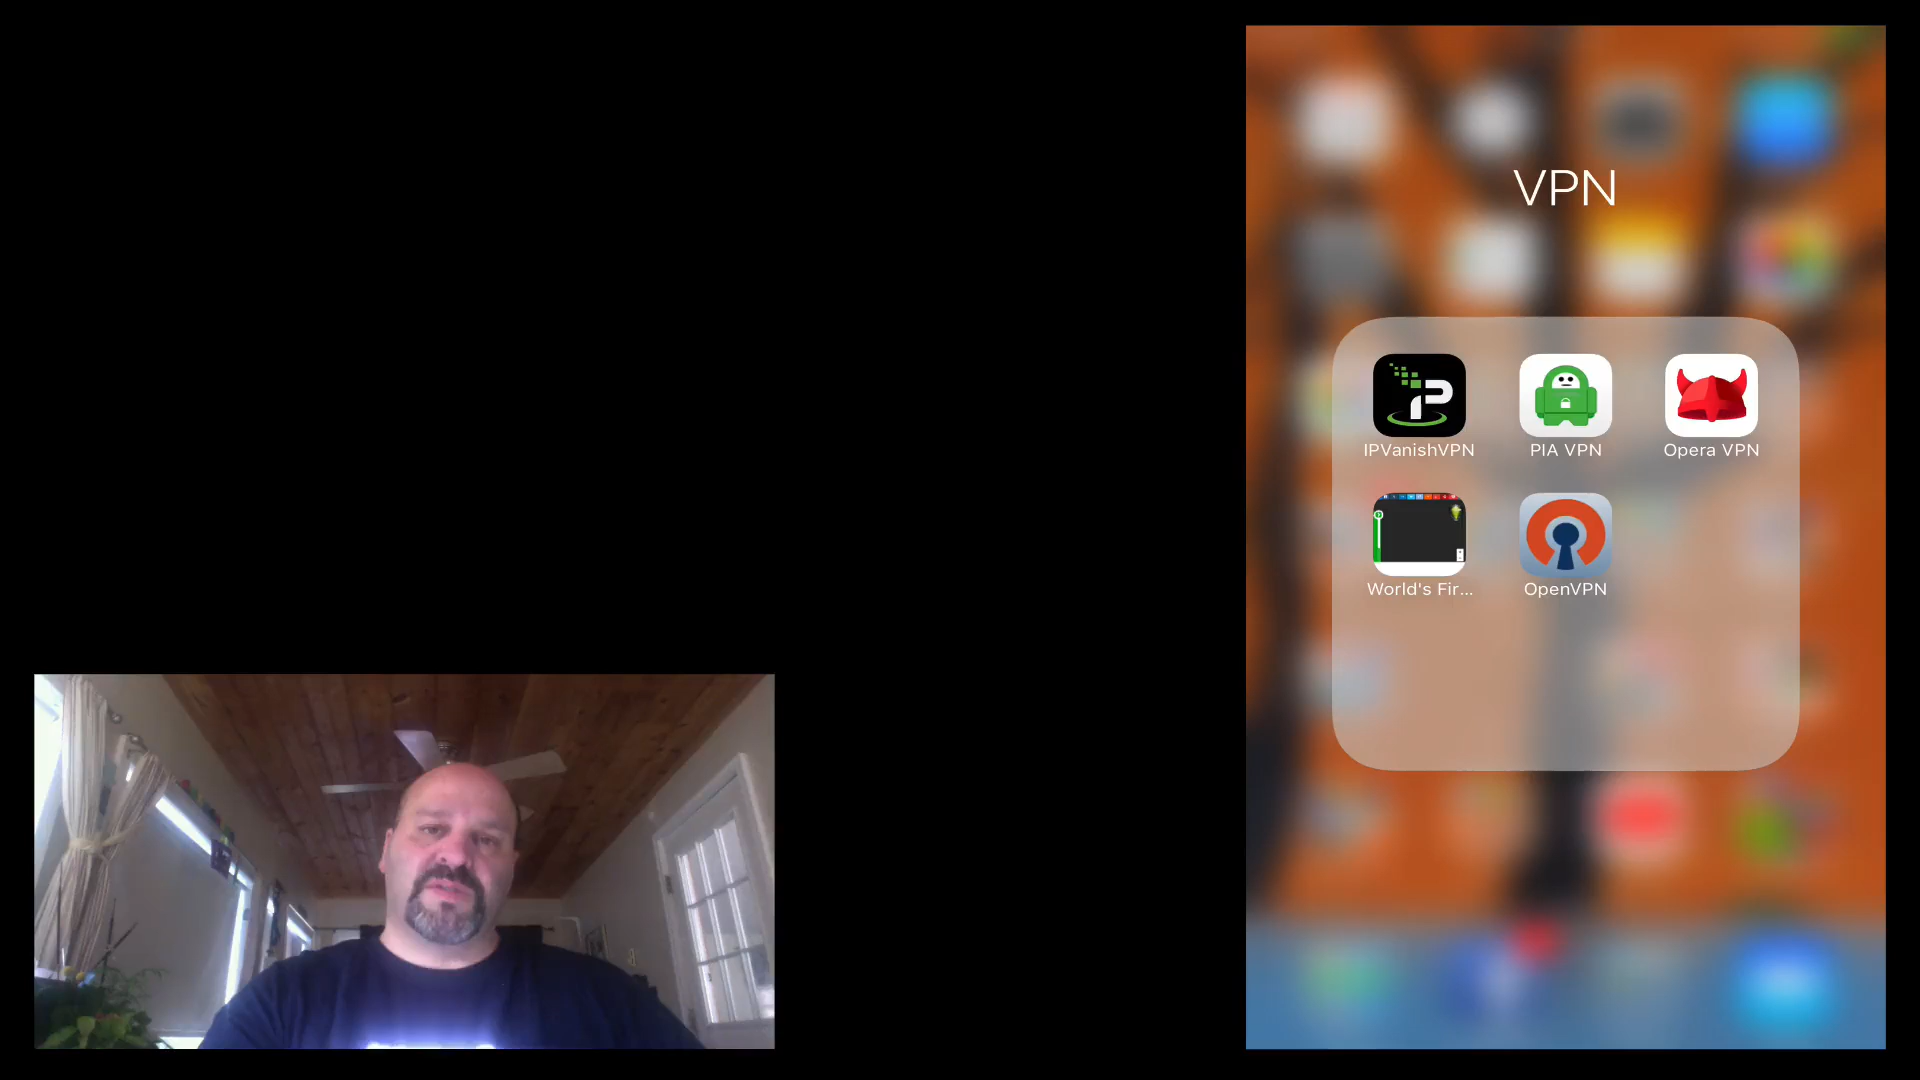 VPN
IPVanishVPN
PIA VPN
Opera VPN
World's Fir...
OpenVPN